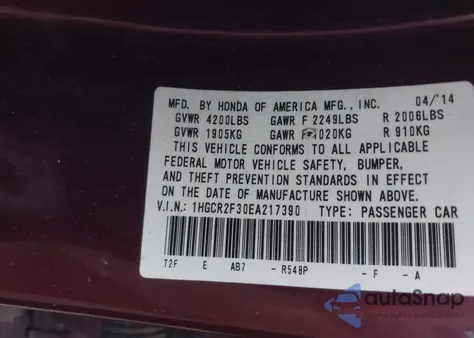 MFD. BY HONDA OF AMERICA MFG., INC. 04/'14
GVWR 4200LBS GAWR F 2249LBS R 2006LBS
GVWR 1905KG GAWR 020KG R 910KG
THIS VEHICLE CONFORMS TO ALL APPLICABLE
FEDERAL MOTOR VEHICLE SAFETY, BUMPER,
AND THEFT PREVENTION STANDARDS IN EFFECT
ON THE DATE OF MANUFACTURE SHOWN ABOVE.
V.I.N.: 1HGCR2F30EA217390 TYPE: PASSENGER CAR
T2F E AB7 - R548P - F - A
autoSnap